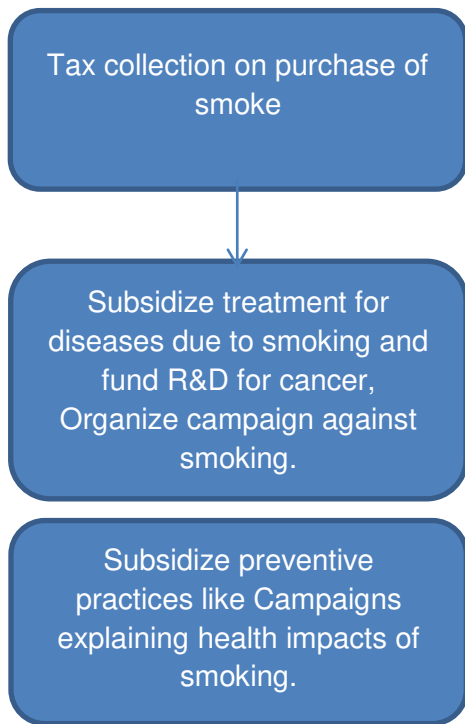 Tax collection on purchase of
smoke
Subsidize treatment for
diseases due to smoking and
fund R&D for cancer,
Organize campaign against
smoking.
Subsidize preventive
practices like Campaigns
explaining health impacts of
smoking.